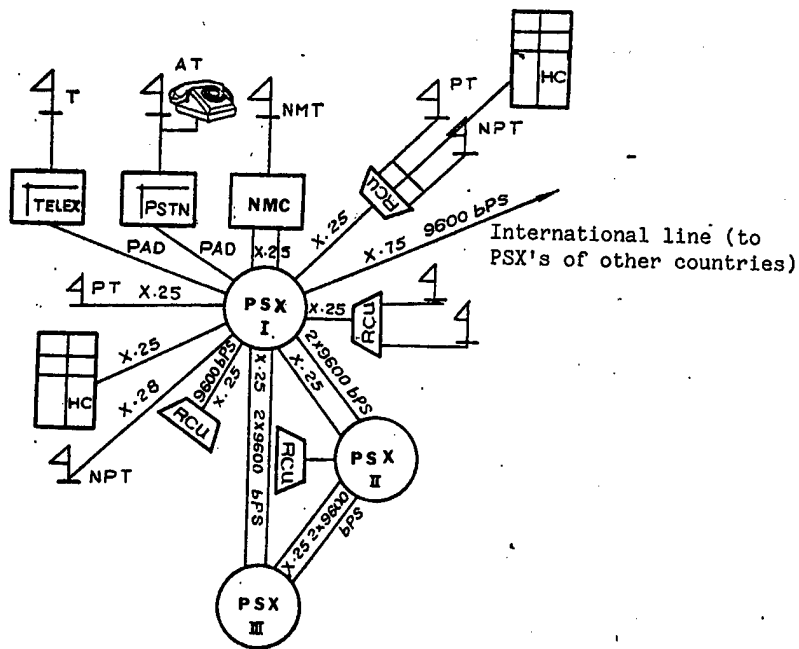 T
AT
NMT
PT
HC
NPT
TELEX
PSTN
NMC
RCU
PAD
PAD
X.25
X.25
X.75 9600 bPS
International line (to
PSX's of other countries)
PT
X.25
PSX
I
X.25
RCU
X.25
HC
X.28
NPT
9600 bPS
X.25
RCU
X.25 2x9600 bPS
2x9600 bPS
X.25
RCU
PSX
II
X.25 2x9600
bPS
PSX
III